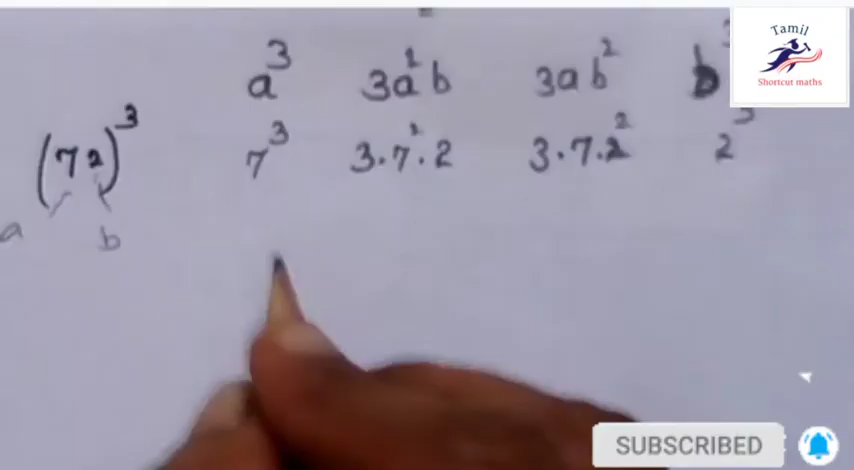 Tamil
Shortcut maths
a³ 3a²b 3ab² b³
(72)³ 7³ 3·7²·2 3·7·2² 2³
a b
SUBSCRIBED